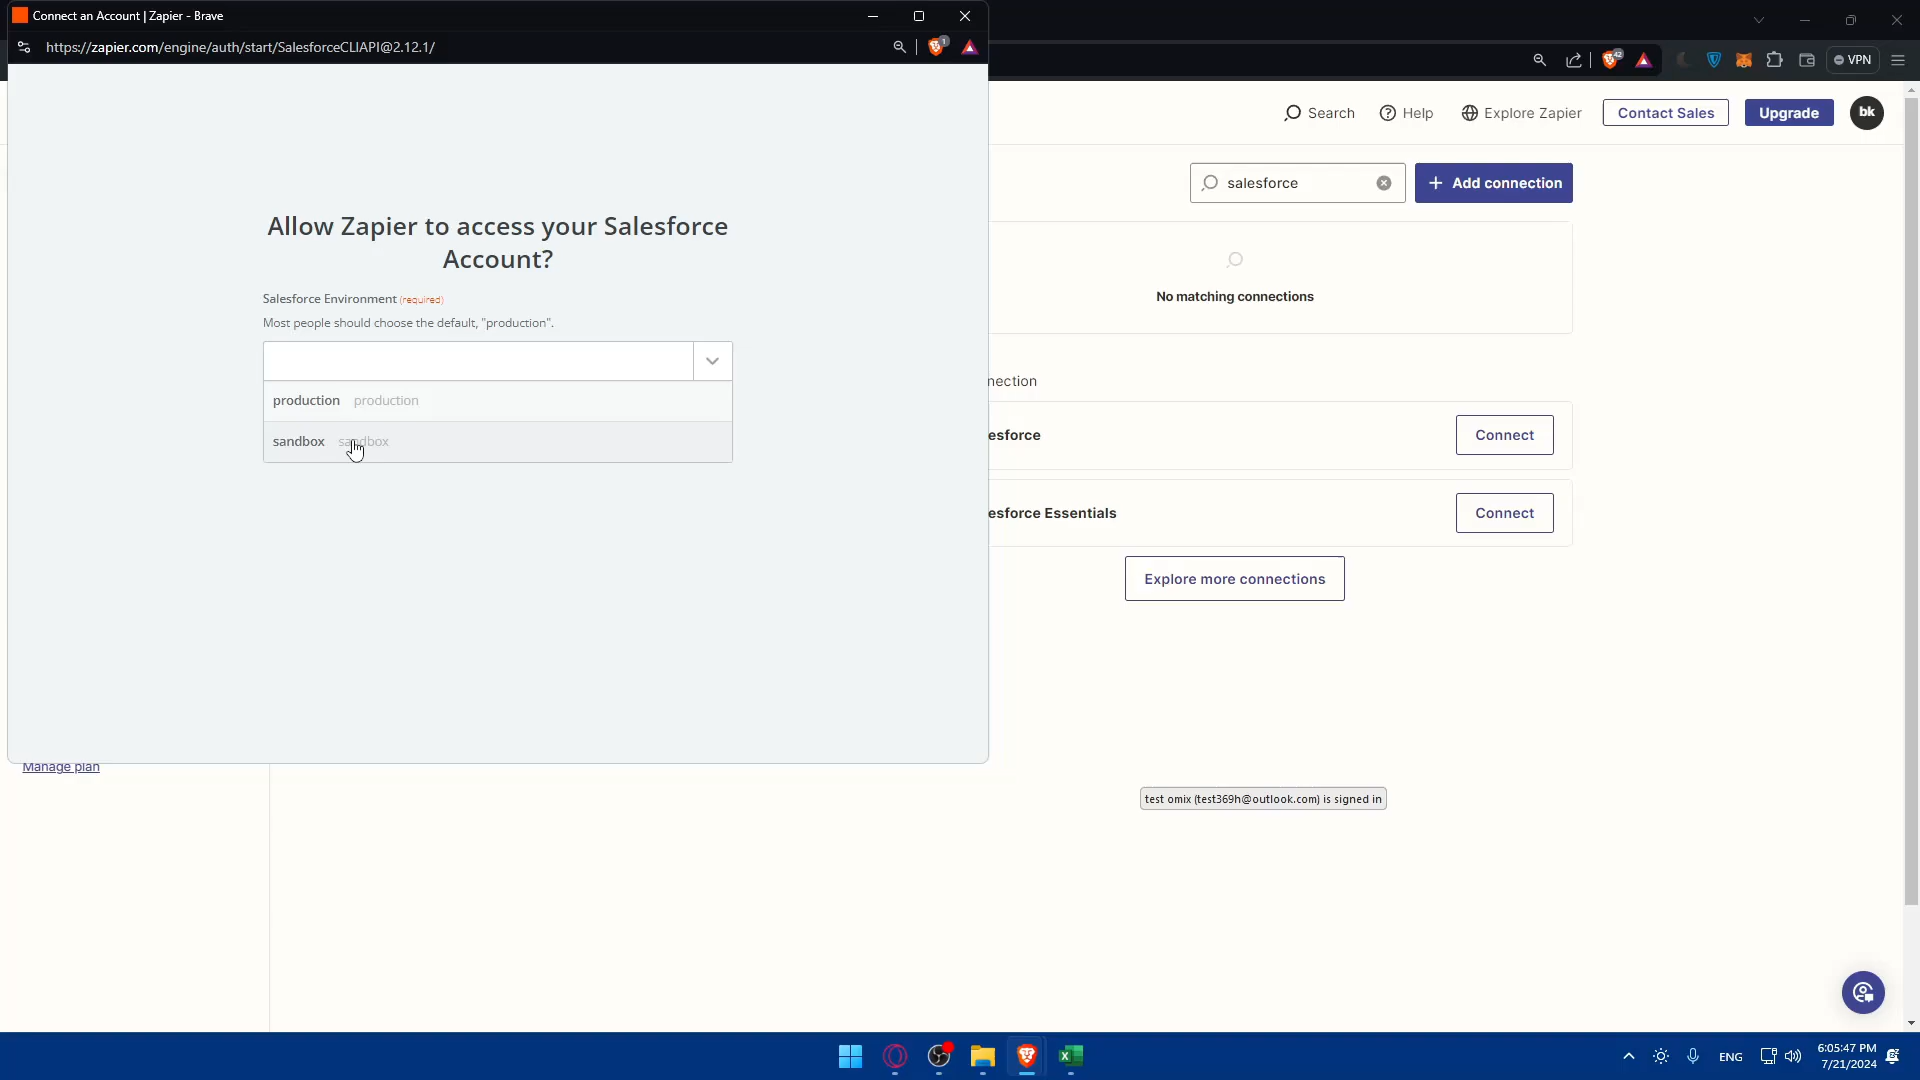 Connect an Account | Zapier - Brave
https://zapier.com/engine/auth/start/SalesforceCLIAPI@2.12.1/
1
42
VPN
Search
Help
Explore Zapier
Contact Sales
Upgrade
bk
salesforce
+ Add connection
Allow Zapier to access your Salesforce
Account?
Salesforce Environment (required)
Most people should choose the default, "production".
production production
sandbox sandbox
No matching connections
nection
esforce
Connect
esforce Essentials
Connect
Explore more connections
Manage plan
test omix (test369h@outlook.com) is signed in
ENG
6:05:47 PM
7/21/2024